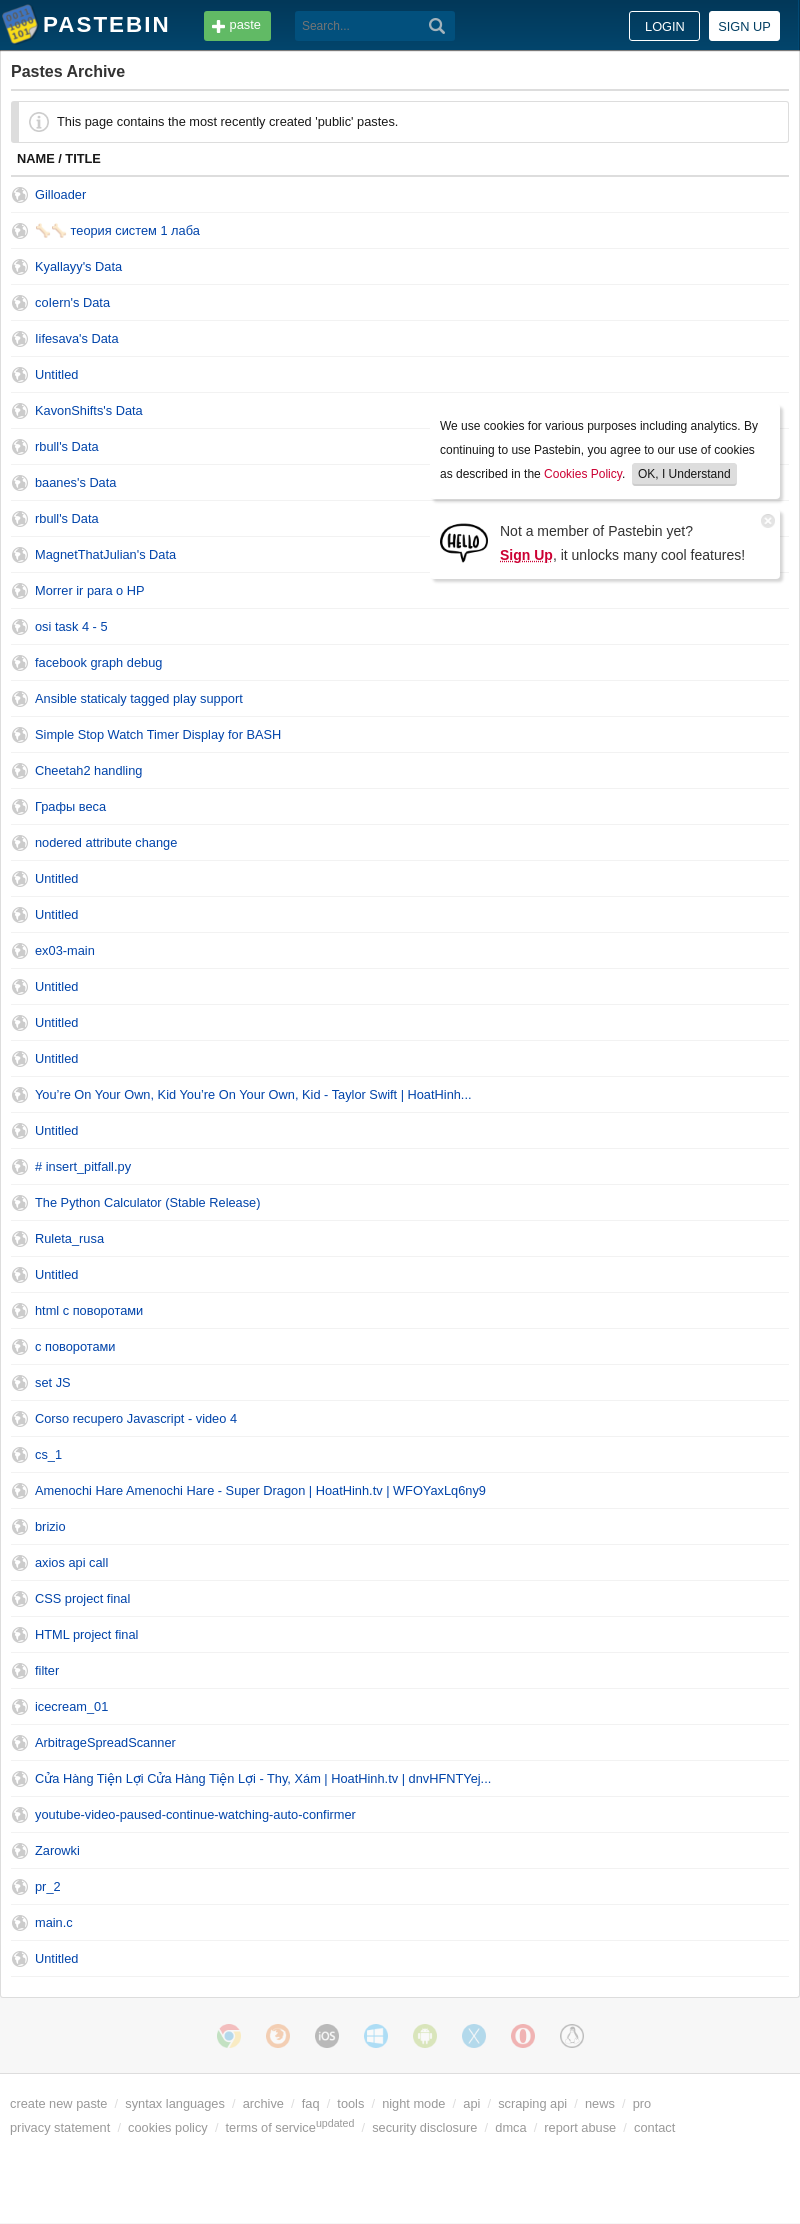 PASTEBIN
paste
Search...
LOGIN
SIGN UP
Pastes Archive
This page contains the most recently created 'public' pastes.
NAME / TITLE
Gilloader
🦴🦴 теория систем 1 лаба
Kyallayy's Data
coIern's Data
Iifesava's Data
Untitled
KavonShifts's Data
rbull's Data
baanes's Data
rbull's Data
MagnetThatJulian's Data
We use cookies for various purposes including analytics. By
continuing to use Pastebin, you agree to our use of cookies
as described in the Cookies Policy. OK, I Understand
HELLO
Not a member of Pastebin yet?
Sign Up, it unlocks many cool features!
Morrer ir para o HP
osi task 4 - 5
facebook graph debug
Ansible staticaly tagged play support
Simple Stop Watch Timer Display for BASH
Cheetah2 handling
Графы веса
nodered attribute change
Untitled
Untitled
ex03-main
Untitled
Untitled
Untitled
You’re On Your Own, Kid You’re On Your Own, Kid - Taylor Swift | HoatHinh...
Untitled
# insert_pitfall.py
The Python Calculator (Stable Release)
Ruleta_rusa
Untitled
html с поворотами
с поворотами
set JS
Corso recupero Javascript - video 4
cs_1
Amenochi Hare Amenochi Hare - Super Dragon | HoatHinh.tv | WFOYaxLq6ny9
brizio
axios api call
CSS project final
HTML project final
filter
icecream_01
ArbitrageSpreadScanner
Cửa Hàng Tiện Lợi Cửa Hàng Tiện Lợi - Thy, Xám | HoatHinh.tv | dnvHFNTYej...
youtube-video-paused-continue-watching-auto-confirmer
Zarowki
pr_2
main.c
Untitled
iOS
create new paste / syntax languages / archive / faq / tools / night mode / api / scraping api / news / pro
privacy statement / cookies policy / terms of service updated / security disclosure / dmca / report abuse / contact